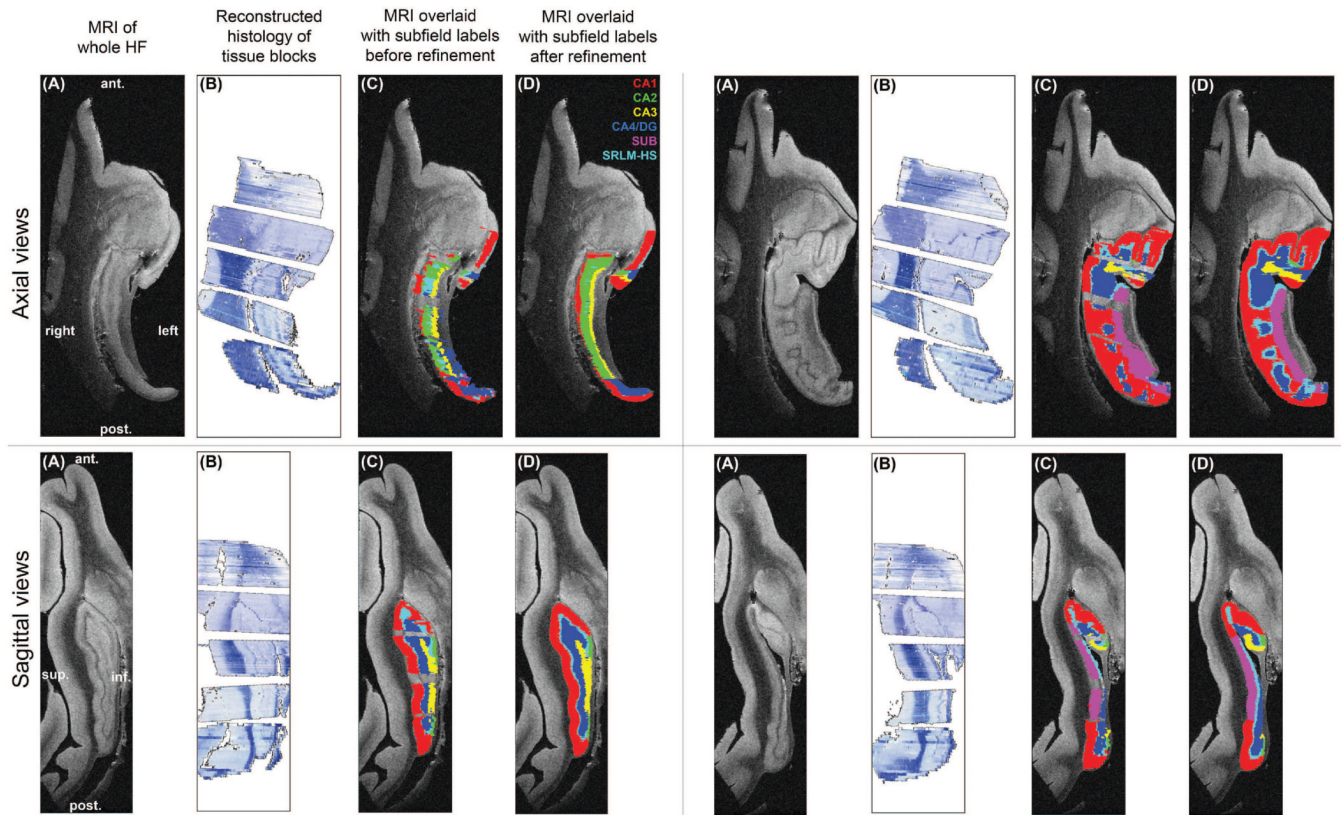 MRI of
whole HF
Reconstructed
histology of
tissue blocks
MRI overlaid
with subfield labels
before refinement
MRI overlaid
with subfield labels
after refinement
Axial views
(A)
ant.
right
left
post.
(B)
(C)
(D)
CA1
CA2
CA3
CA4/DG
SUB
SRLM-HS
(A)
(B)
(C)
(D)
Sagittal views
(A)
ant.
sup.
inf.
post.
(B)
(C)
(D)
(A)
(B)
(C)
(D)